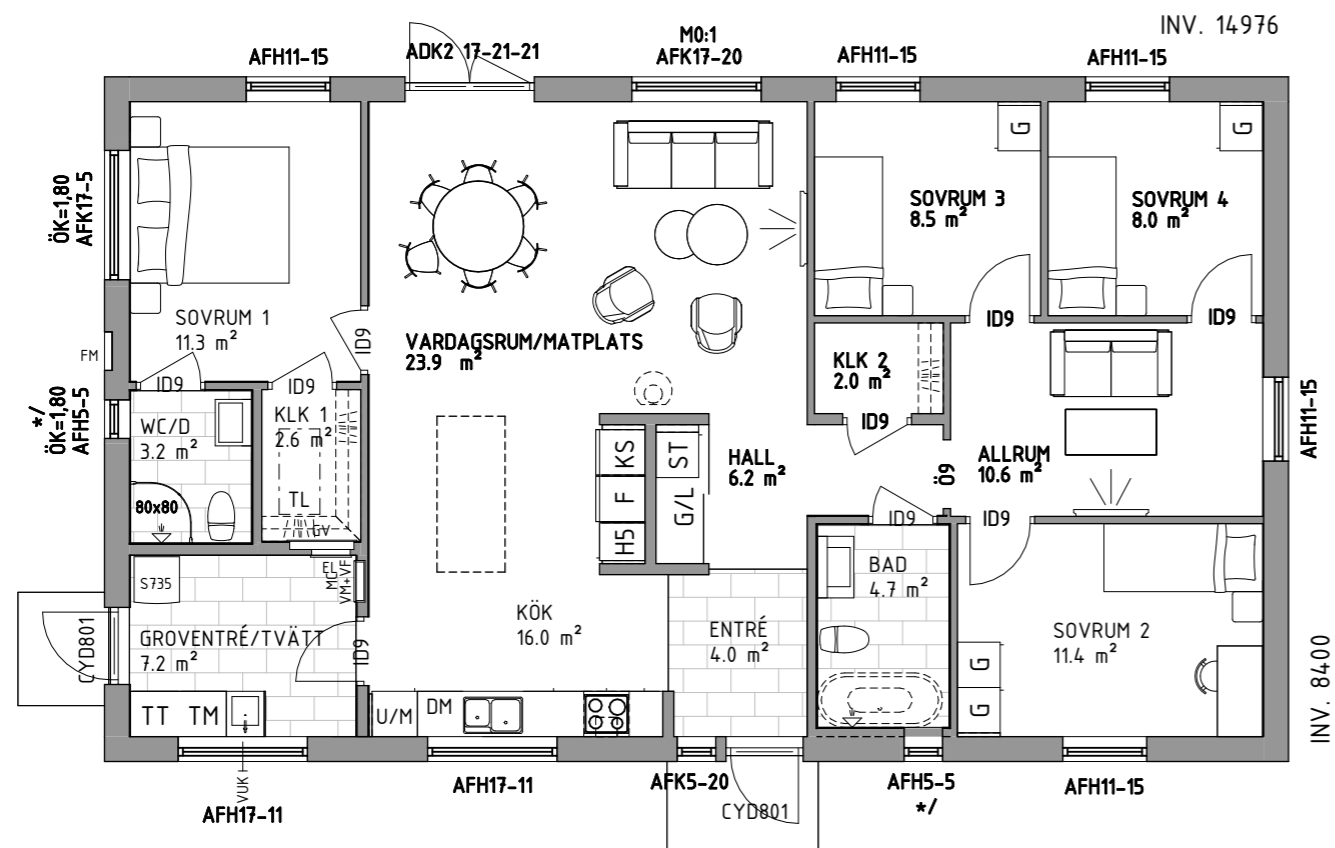 INV. 14976
AFH11-15
ADK2 17-21-21
M0:1
AFK17-20
AFH11-15
AFH11-15
ÖK=1,80
AFK17-5
G
G
SOVRUM 3
8.5 m²
SOVRUM 4
8.0 m²
SOVRUM 1
11.3 m²
ID9
ID9
ID9
FM
VARDAGSRUM/MATPLATS
23.9 m²
KLK 2
2.0 m²
ID9
ID9
ID9
*/
ÖK=1,80
AFH5-5
WC/D
3.2 m²
KLK 1
2.6 m²
AFH11-15
KS
ST
HALL
6.2 m²
Ö9
ALLRUM
10.6 m²
80x80
TL
F
G/L
GV
H5
ID9
ID9
S735
EL
MC
VM+VF
BAD
4.7 m²
KÖK
16.0 m²
ENTRÉ
4.0 m²
SOVRUM 2
11.4 m²
CYD801
GROVENTRÉ/TVÄTT
7.2 m²
ID9
INV. 8400
G
G
TT TM
U/M
DM
VUK
AFH17-11
AFH17-11
AFK5-20
CYD801
AFH5-5
*/
AFH11-15